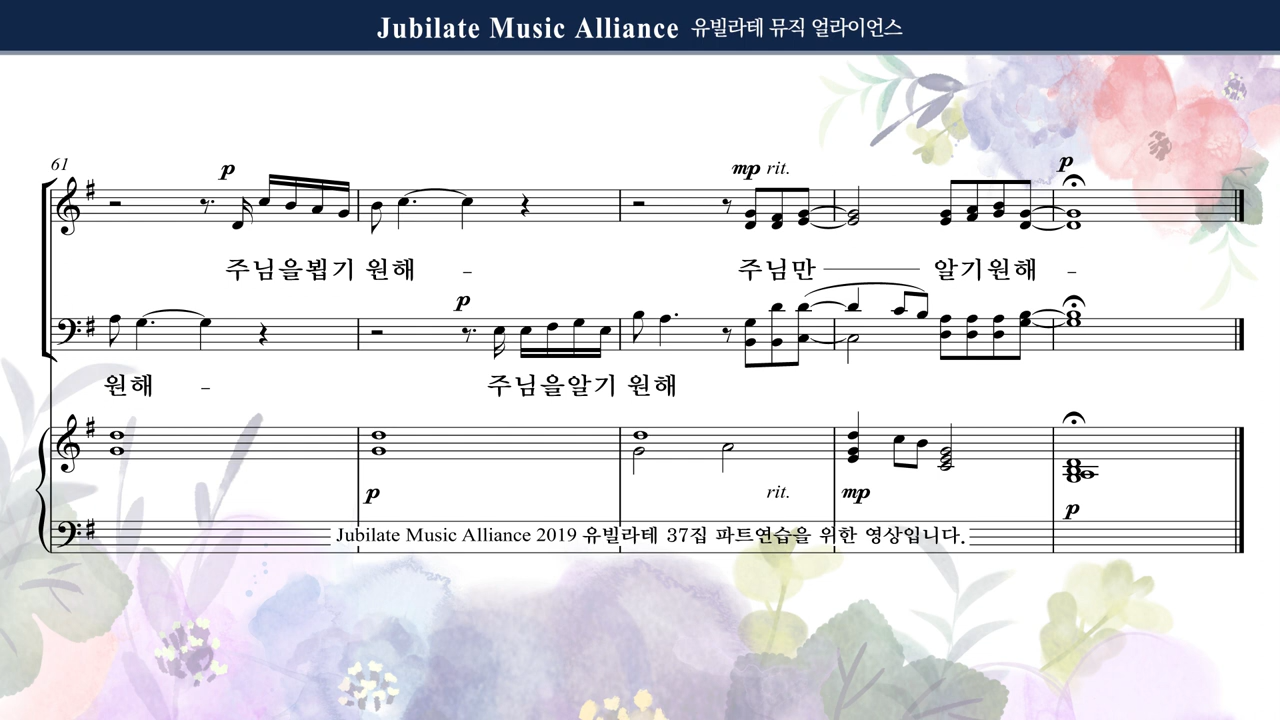 Jubilate Music Alliance 유빌라테 뮤직 얼라이언스
61
p
mp rit.
p
주님을뵙기 원해 - 주님만 알기원해 -
p
원해 - 주님을알기 원해
p
rit.
mp
p
Jubilate Music Alliance 2019 유빌라테 37집 파트연습을 위한 영상입니다.